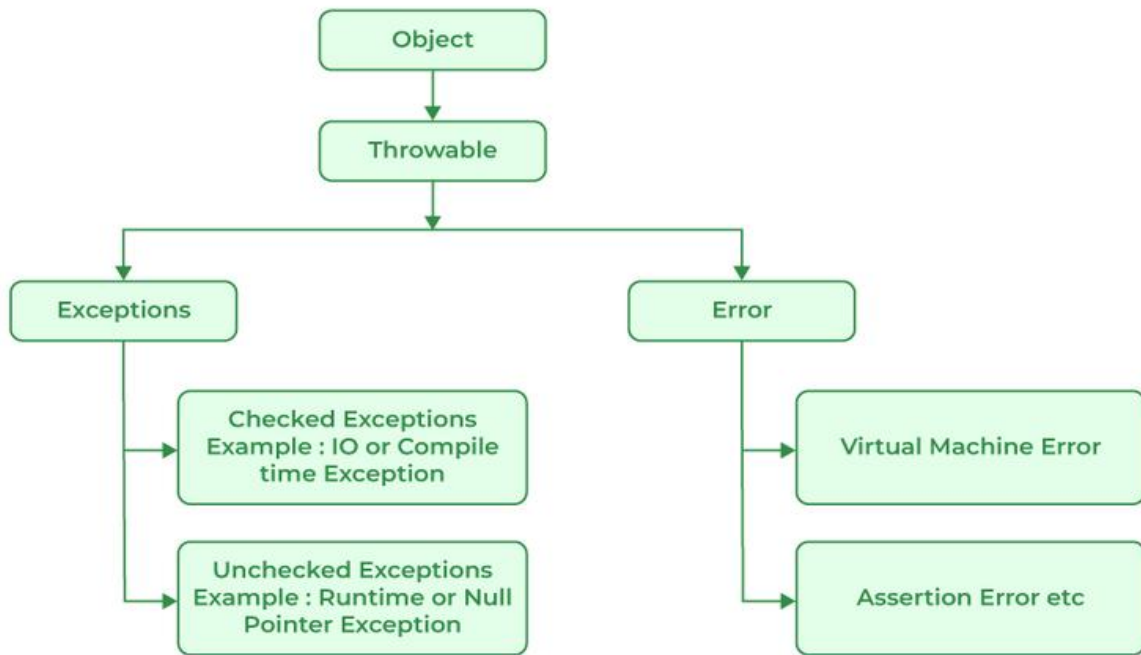 Object
Throwable
Exceptions
Error
Checked Exceptions
Example : IO or Compile
time Exception
Virtual Machine Error
Unchecked Exceptions
Example : Runtime or Null
Pointer Exception
Assertion Error etc